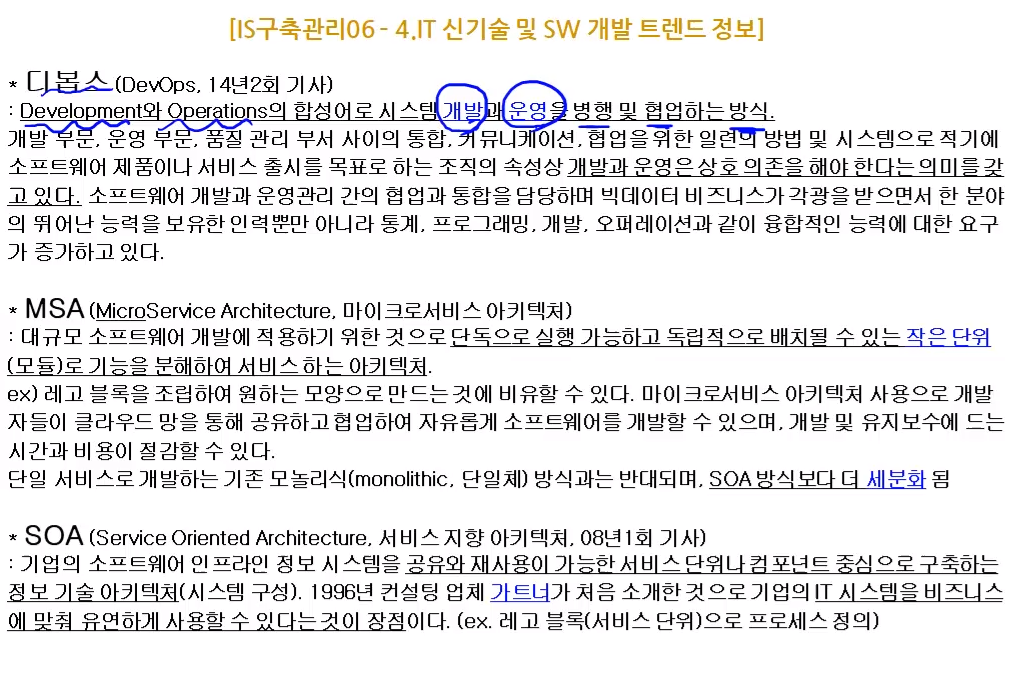 [IS구축관리06 - 4.IT 신기술 및 SW 개발 트렌드 정보]
* 디봅스 (DevOps, 14년2회 기사)
: Development와 Operations의 합성어로 시스템 개발과 운영을 병행 및 협업하는 방식.
개발 부문, 운영 부문, 품질 관리 부서 사이의 통합, 커뮤니케이션, 협업을 위한 일련의 방법 및 시스템으로 적기에
소프트웨어 제품이나 서비스 출시를 목표로 하는 조직의 속성상 개발과 운영은 상호 의존을 해야 한다는 의미를 갖
고 있다. 소프트웨어 개발과 운영관리 간의 협업과 통합을 담당하며 빅데이터 비즈니스가 각광을 받으면서 한 분야
의 뛰어난 능력을 보유한 인력뿐만 아니라 통계, 프로그래밍, 개발, 오퍼레이션과 같이 융합적인 능력에 대한 요구
가 증가하고 있다.
* MSA (MicroService Architecture, 마이크로서비스 아키텍처)
: 대규모 소프트웨어 개발에 적용하기 위한 것으로 단독으로 실행 가능하고 독립적으로 배치될 수 있는 작은 단위
(모듈)로 기능을 분해하여 서비스 하는 아키텍처.
ex) 레고 블록을 조립하여 원하는 모양으로 만드는 것에 비유할 수 있다. 마이크로서비스 아키텍처 사용으로 개발
자들이 클라우드 망을 통해 공유하고 협업하여 자유롭게 소프트웨어를 개발할 수 있으며, 개발 및 유지보수에 드는
시간과 비용이 절감할 수 있다.
단일 서비스로 개발하는 기존 모놀리식(monolithic, 단일체) 방식과는 반대되며, SOA 방식보다 더 세분화 됨
* SOA (Service Oriented Architecture, 서비스 지향 아키텍처, 08년1회 기사)
: 기업의 소프트웨어 인프라인 정보 시스템을 공유와 재사용이 가능한 서비스 단위나 컴포넌트 중심으로 구축하는
정보 기술 아키텍처(시스템 구성). 1996년 컨설팅 업체 가트너가 처음 소개한 것으로 기업의 IT 시스템을 비즈니스
에 맞춰 유연하게 사용할 수 있다는 것이 장점이다. (ex. 레고 블록(서비스 단위)으로 프로세스 정의)